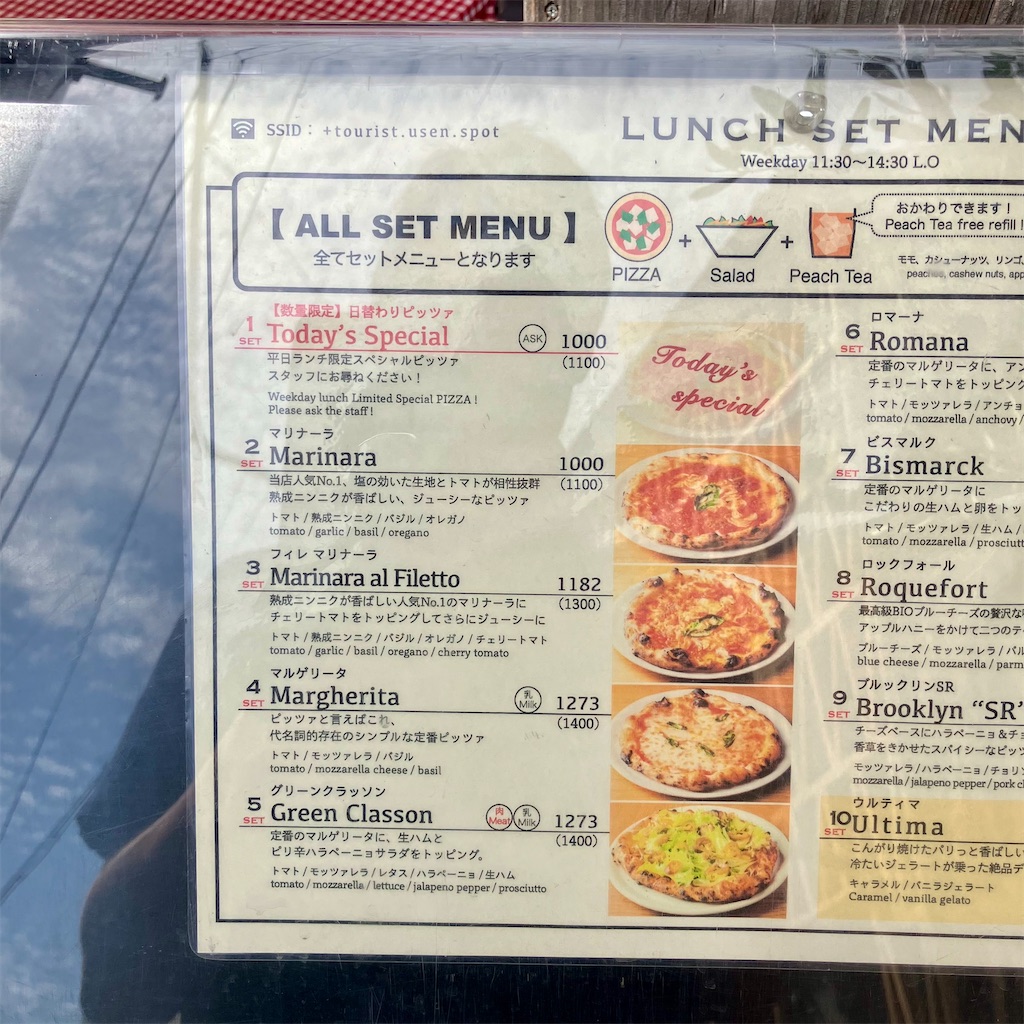 SSID : +tourist.usen.spot
LUNCH SET MEN
Weekday 11:30～14:30 L.O
【 ALL SET MENU 】
全てセットメニューとなります
PIZZA
+
Salad
+
Peach Tea
おかわりできます！
Peach Tea free refill !
モモ、カシューナッツ、リンゴ、
peaches, cashew nuts, app
【数量限定】日替わりピッツァ
1 SET Today's Special ASK 1000
(1100)
平日ランチ限定スペシャルピッツァ
スタッフにお尋ねください！
Weekday lunch Limited Special PIZZA !
Please ask the staff !
Today's
special
マリナーラ
2 SET Marinara 1000
(1100)
当店人気No.1、塩の効いた生地とトマトが相性抜群
熟成ニンニクが香ばしい、ジューシーなピッツァ
トマト / 熟成ニンニク / バジル / オレガノ
tomato / garlic / basil / oregano
フィレ マリナーラ
3 SET Marinara al Filetto 1182
(1300)
熟成ニンニクが香ばしい人気No.1のマリナーラに
チェリートマトをトッピングしてさらにジューシーに
トマト / 熟成ニンニク / バジル / オレガノ / チェリートマト
tomato / garlic / basil / oregano / cherry tomato
マルゲリータ
4 SET Margherita 乳 Milk 1273
(1400)
ピッツァと言えばこれ、
代名詞的存在のシンプルな定番ピッツァ
トマト / モッツァレラ / バジル
tomato / mozzarella cheese / basil
グリーンクラッソン
5 SET Green Classon 肉 Meat 乳 Milk 1273
(1400)
定番のマルゲリータに、生ハムと
ピリ辛ハラペーニョサラダをトッピング。
トマト / モッツァレラ / レタス / ハラペーニョ / 生ハム
tomato / mozzarella / lettuce / jalapeno pepper / prosciutto
ロマーナ
6 SET Romana
定番のマルゲリータに、アン
チェリートマトをトッピング
トマト / モッツァレラ / アンチョ
tomato / mozzarella / anchovy /
ビスマルク
7 SET Bismarck
定番のマルゲリータに
こだわりの生ハムと卵をトッ
トマト / モッツァレラ / 生ハム /
tomato / mozzarella / prosciutt
ロックフォール
8 SET Roquefort
最高級BIOブルーチーズの贅沢な
アップルハニーをかけて二つのテ
ブルーチーズ / モッツァレラ / パル
blue cheese / mozzarella / parm
ブルックリンSR
9 SET Brooklyn "SR"
チーズベースにハラペーニョ＆チョ
香草をきかせたスパイシーなピッツ
モッツァレラ / ハラペーニョ / チョリソ
mozzarella / jalapeno pepper / pork ch
ウルティマ
10 SET Ultima
こんがり焼けたパリっと香ばしい
冷たいジェラートが乗った絶品デ
キャラメル / バニラジェラート
Caramel / vanilla gelato